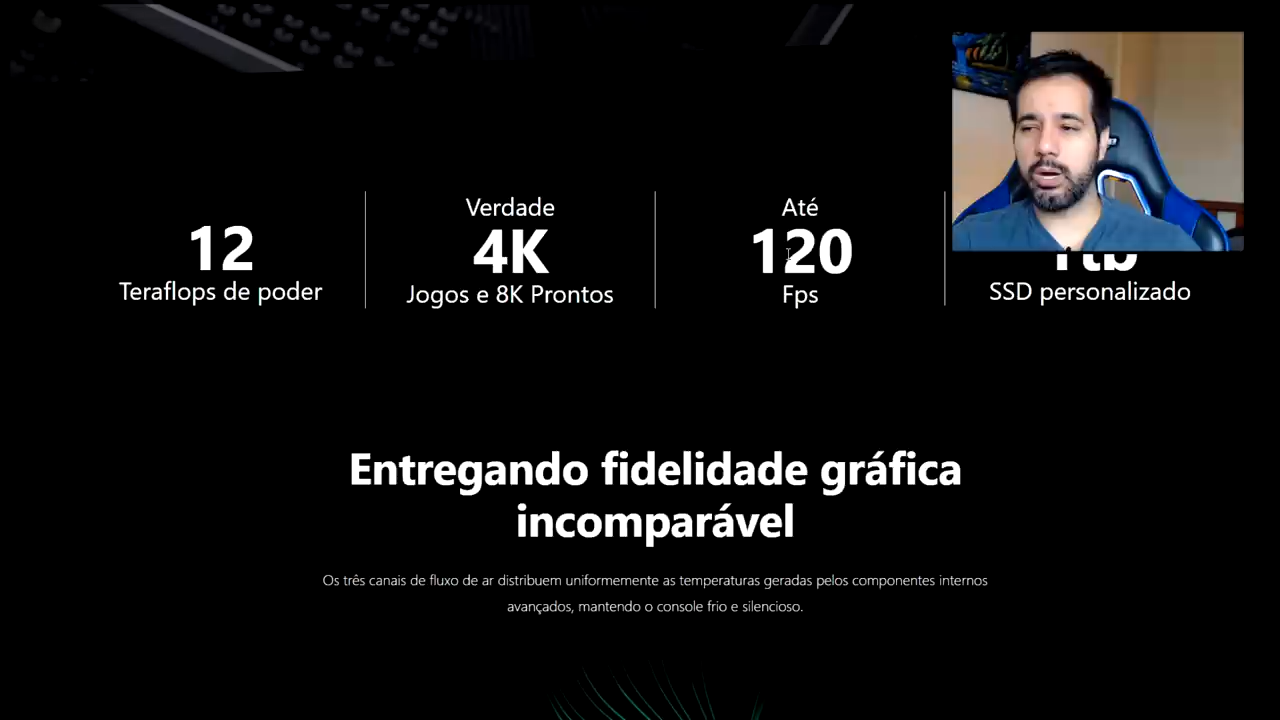 12
Teraflops de poder
Verdade
4K
Jogos e 8K Prontos
Até
120
Fps
1tb
SSD personalizado
Entregando fidelidade gráfica
incomparável
Os três canais de fluxo de ar distribuem uniformemente as temperaturas geradas pelos componentes internos
avançados, mantendo o console frio e silencioso.